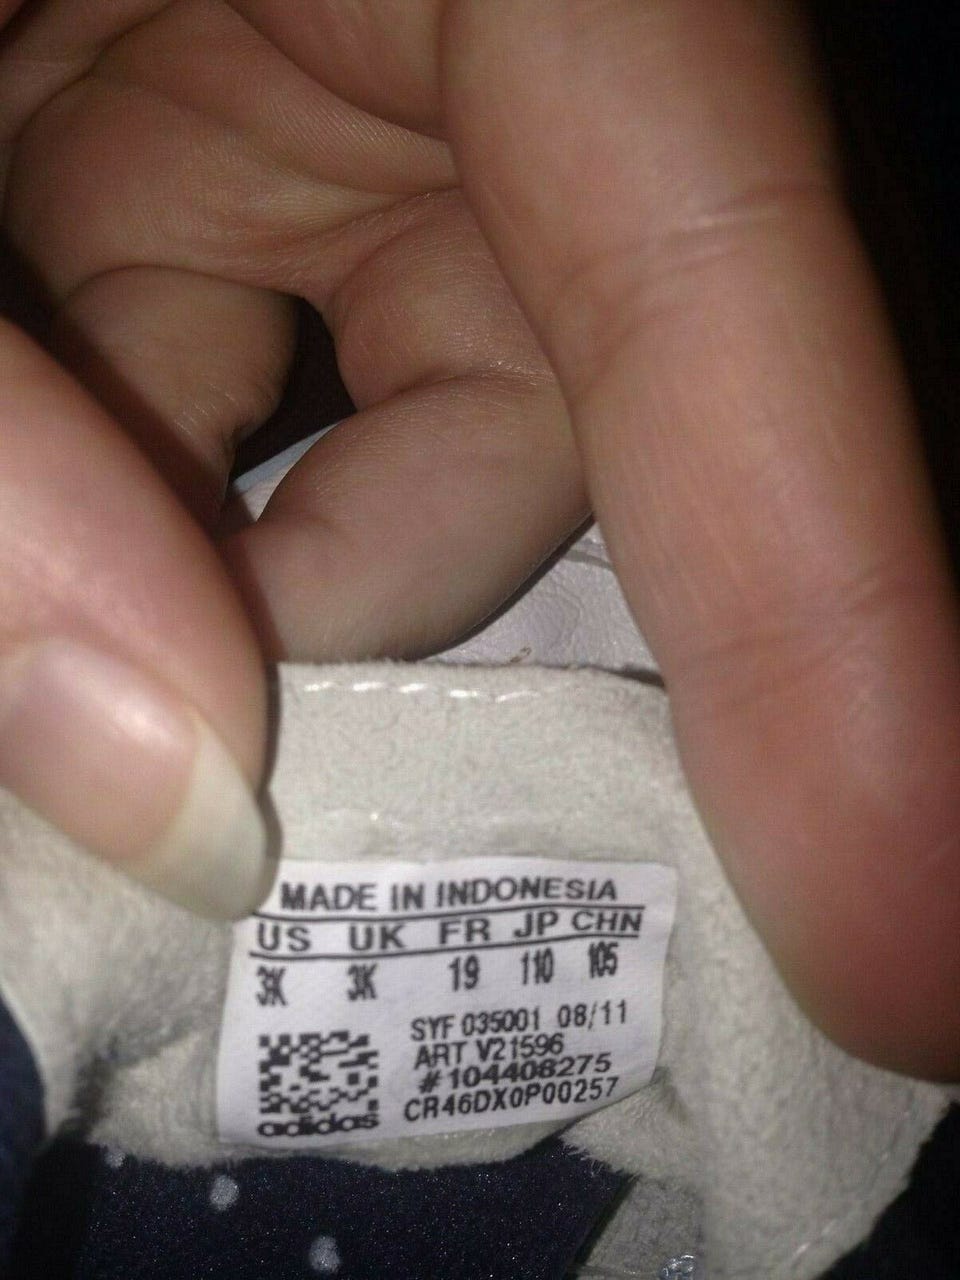 MADE IN INDONESIA
US UK FR JP CHN
3K 3K 19 110 105
SYF 035001 08/11
ART V21596
#104408275
CR46DX0P00257
adidas